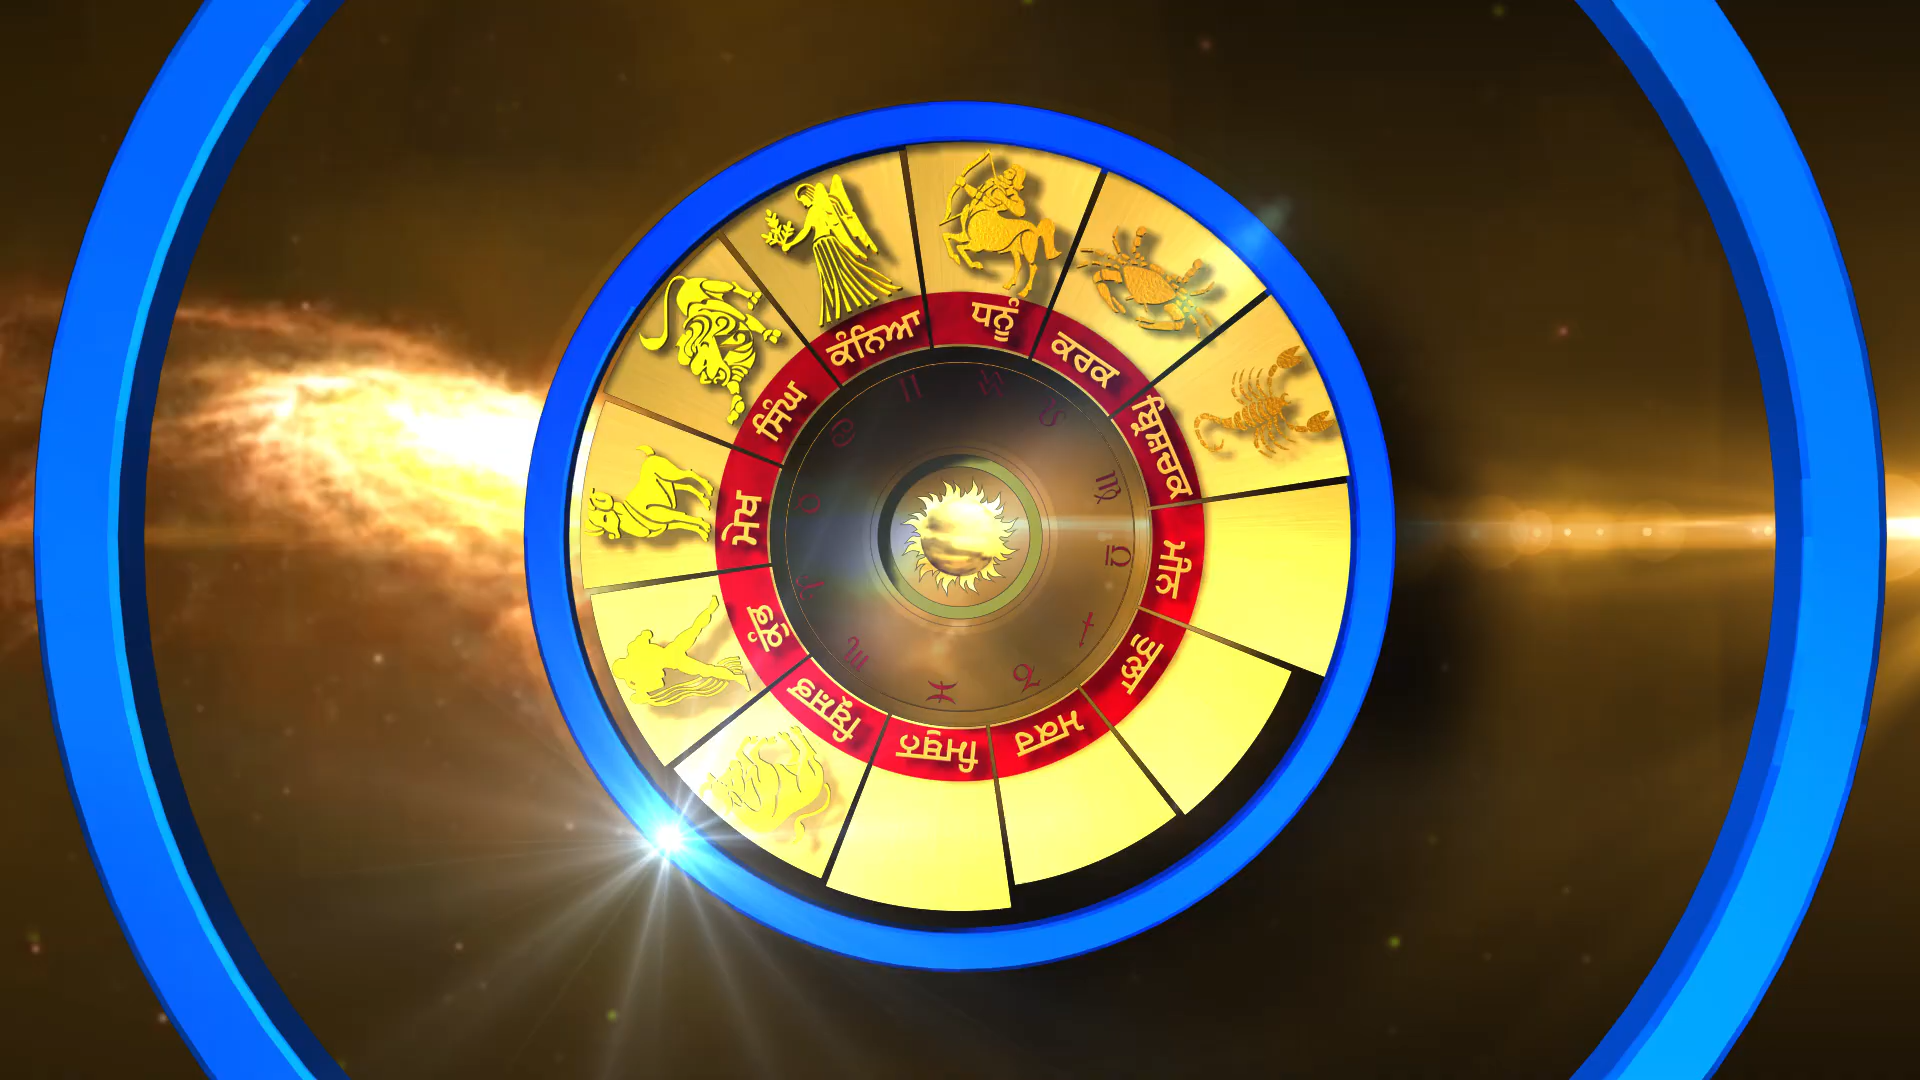 ਧਨੂੰ
ਕਰਕ
ਬ੍ਰਿਸ਼ਚਕ
ਮੀਨ
ਤੁਲਾ
ਮਕਰ
ਮਿਥੁਨ
ਬ੍ਰਿਸ਼ਭ
ਕੁੰਭ
ਮੇਖ
ਸਿੰਘ
ਕੰਨਿਆ